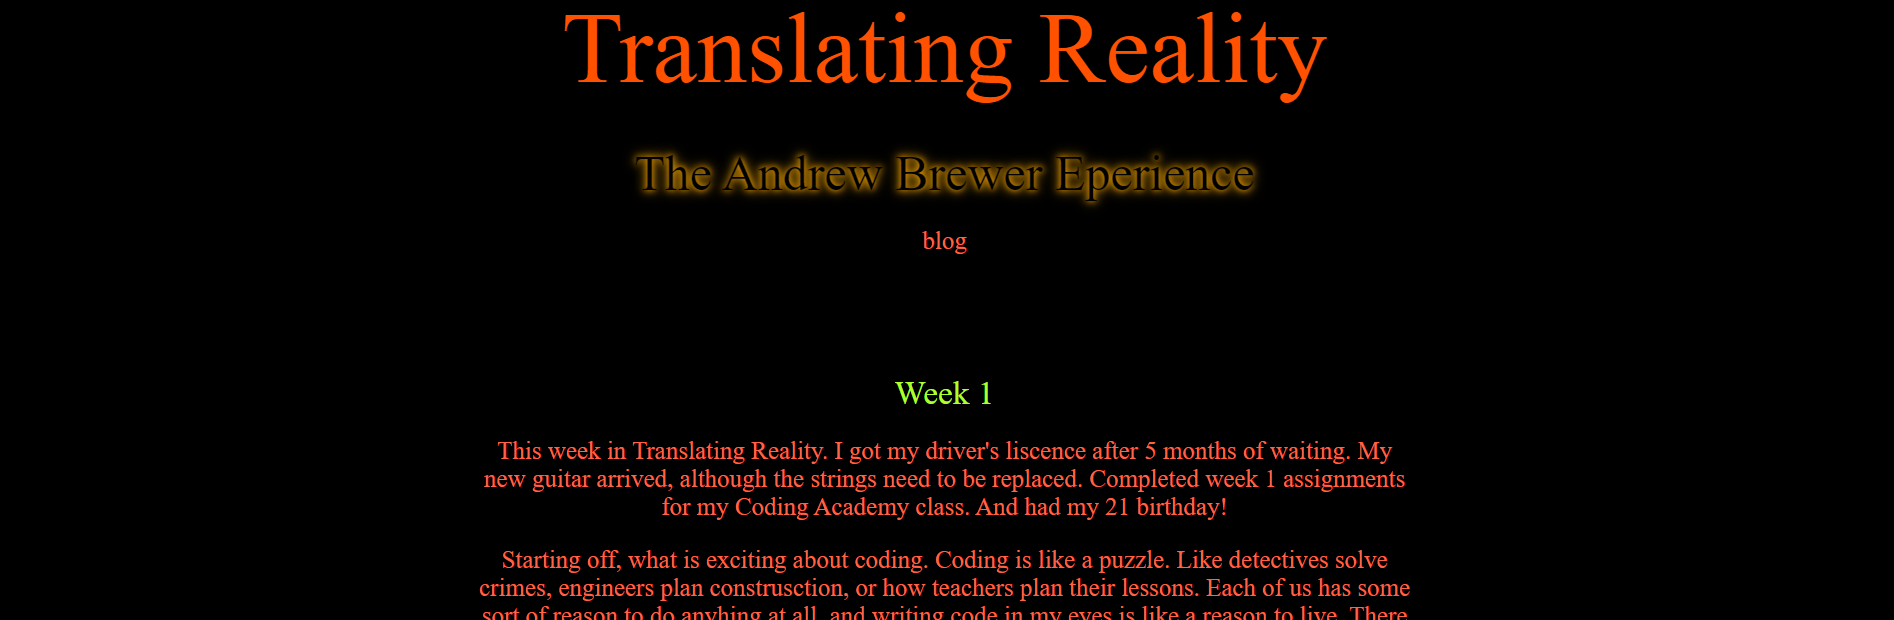 Translating Reality
The Andrew Brewer Eperience
blog
Week 1
This week in Translating Reality. I got my driver's liscence after 5 months of waiting. My
new guitar arrived, although the strings need to be replaced. Completed week 1 assignments
for my Coding Academy class. And had my 21 birthday!
Starting off, what is exciting about coding. Coding is like a puzzle. Like detectives solve
crimes, engineers plan construsction, or how teachers plan their lessons. Each of us has some
sort of reason to do anyhing at all, and writing code in my eyes is like a reason to live. There